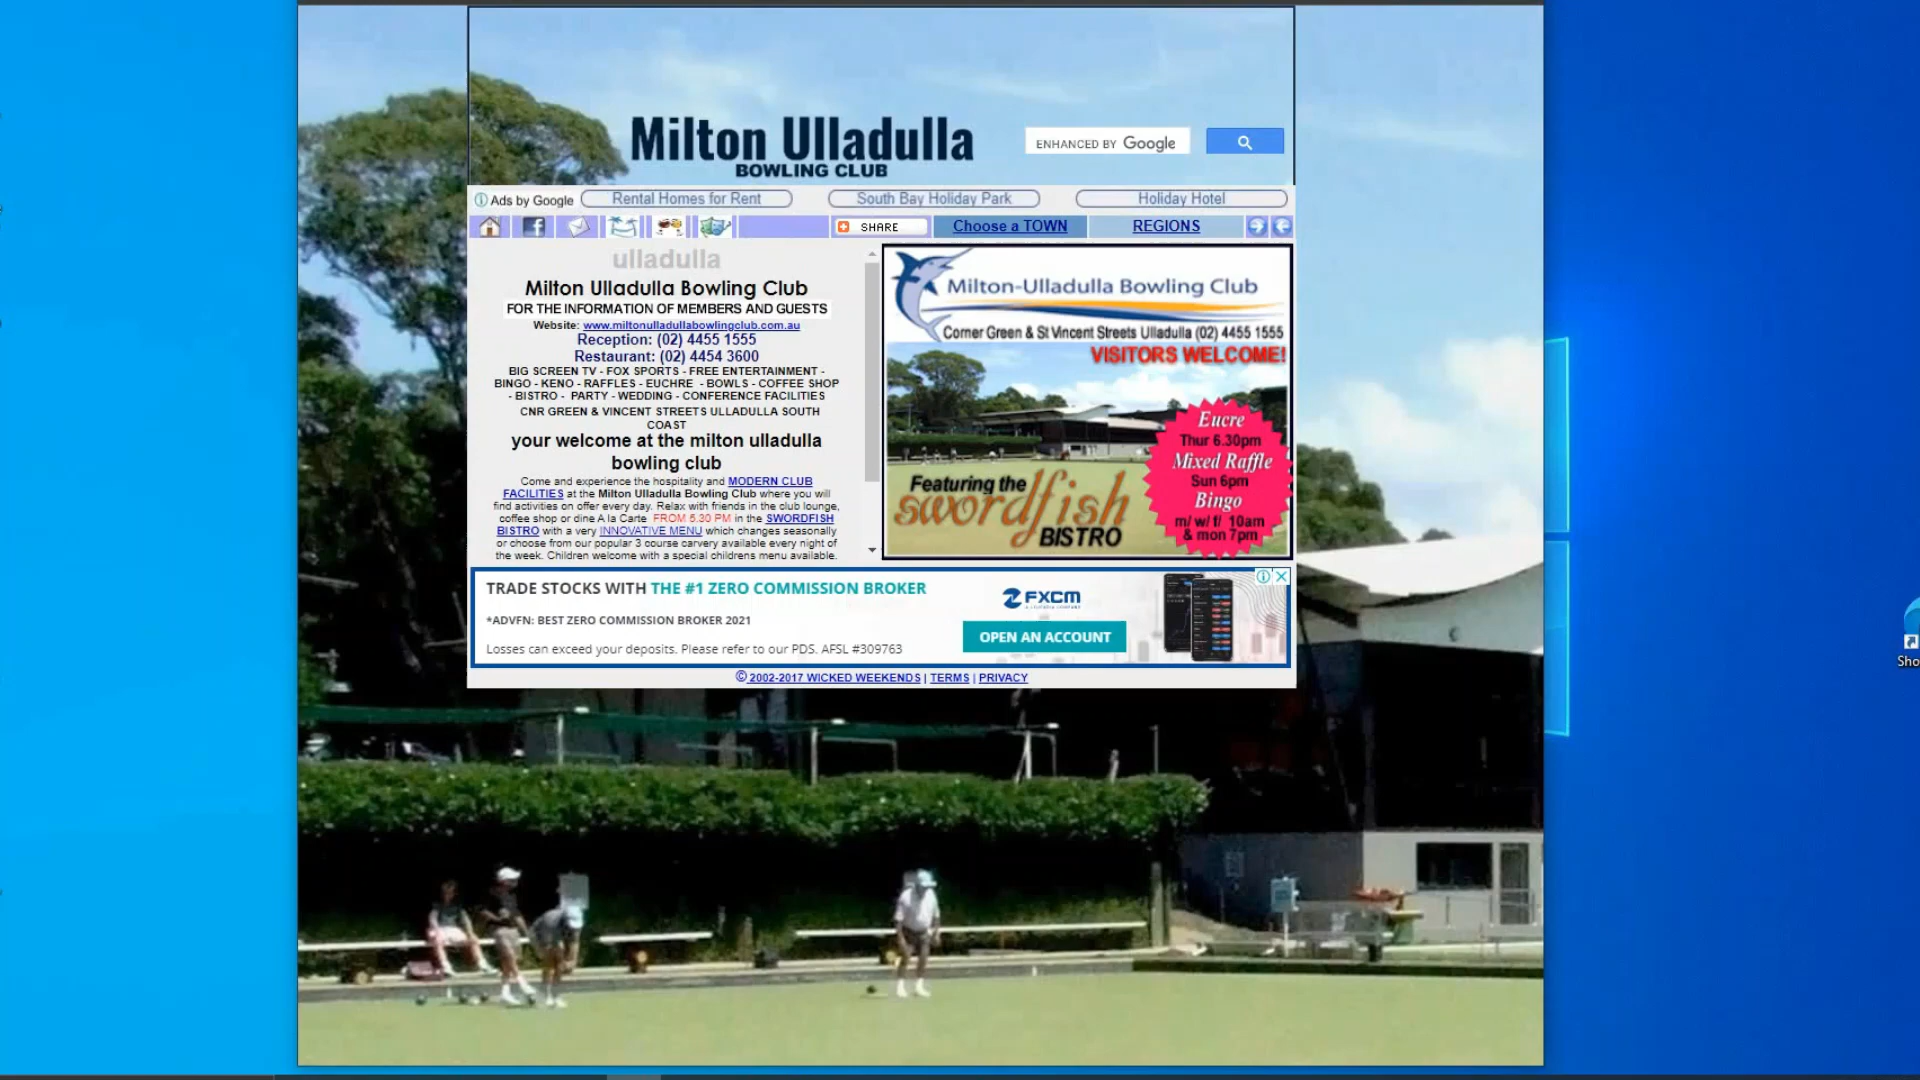 Milton Ulladulla
BOWLING CLUB
ENHANCED BY Google
Ads by Google
Rental Homes for Rent
South Bay Holiday Park
Holiday Hotel
SHARE
Choose a TOWN
REGIONS
ulladulla
Milton Ulladulla Bowling Club
FOR THE INFORMATION OF MEMBERS AND GUESTS
Website: www.miltonulladullabowlingclub.com.au
Reception: (02) 4455 1555
Restaurant: (02) 4454 3600
BIG SCREEN TV - FOX SPORTS - FREE ENTERTAINMENT -
BINGO - KENO - RAFFLES - EUCHRE - BOWLS - COFFEE SHOP
- BISTRO - PARTY - WEDDING - CONFERENCE FACILITIES
CNR GREEN & VINCENT STREETS ULLADULLA SOUTH
COAST
your welcome at the milton ulladulla
bowling club
Come and experience the hospitality and MODERN CLUB
FACILITIES at the Milton Ulladulla Bowling Club where you will
find activities on offer every day. Relax with friends in the club lounge,
coffee shop or dine A la Carte FROM 5.30 PM in the SWORDFISH
BISTRO with a very INNOVATIVE MENU which changes seasonally
or choose from our popular 3 course carvery available every night of
the week. Children welcome with a special childrens menu available.
Milton-Ulladulla Bowling Club
Corner Green & St Vincent Streets Ulladulla (02) 4455 1555
VISITORS WELCOME!
Eucre
Thur 6.30pm
Mixed Raffle
Sun 6pm
Bingo
m/ w/ f/ 10am
& mon 7pm
Featuring the
swordfish
BISTRO
TRADE STOCKS WITH THE #1 ZERO COMMISSION BROKER
*ADVFN: BEST ZERO COMMISSION BROKER 2021
Losses can exceed your deposits. Please refer to our PDS. AFSL #309763
FXCM
OPEN AN ACCOUNT
© 2002-2017 WICKED WEEKENDS | TERMS | PRIVACY
Sho